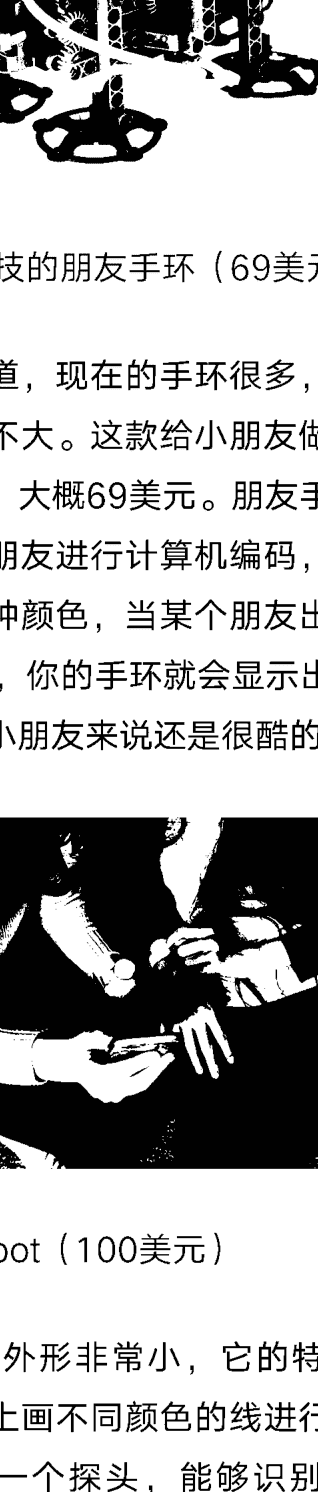 技的朋友手环（69美元
道，现在的手环很多，
不大。这款给小朋友做
大概69美元。朋友手
朋友进行计算机编码，
种颜色，当某个朋友出
，你的手环就会显示出
小朋友来说还是很酷的
oot（100美元）
外形非常小，它的特
上画不同颜色的线进行
一个探头，能够识别